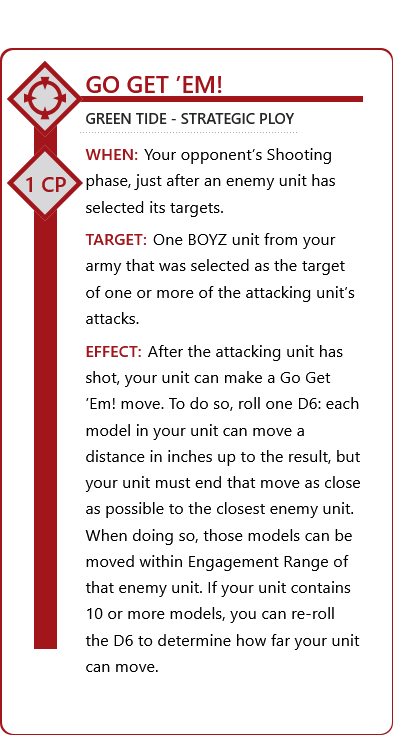 GO GET ’EM!
GREEN TIDE - STRATEGIC PLOY
1 CP
WHEN: Your opponent’s Shooting
phase, just after an enemy unit has
selected its targets.
TARGET: One BOYZ unit from your
army that was selected as the target
of one or more of the attacking unit’s
attacks.
EFFECT: After the attacking unit has
shot, your unit can make a Go Get
’Em! move. To do so, roll one D6: each
model in your unit can move a
distance in inches up to the result, but
your unit must end that move as close
as possible to the closest enemy unit.
When doing so, those models can be
moved within Engagement Range of
that enemy unit. If your unit contains
10 or more models, you can re-roll
the D6 to determine how far your unit
can move.